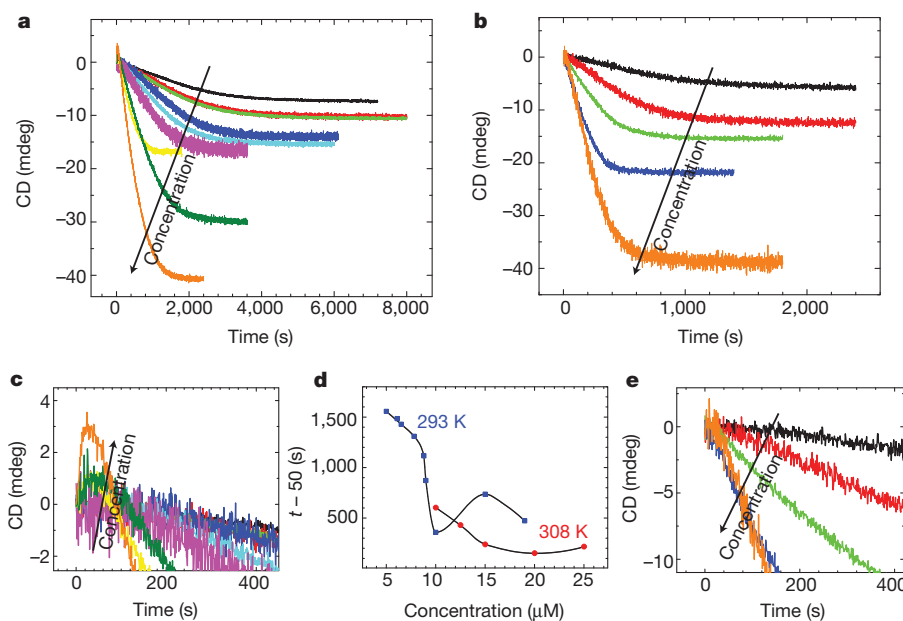 a
CD (mdeg)
0
–10
–20
–30
–40
Concentration
0 2,000 4,000 6,000 8,000
Time (s)
b
CD (mdeg)
0
–10
–20
–30
–40
Concentration
0 1,000 2,000
Time (s)
c
CD (mdeg)
4
2
0
–2
Concentration
0 200 400
Time (s)
d
t – 50 (s)
1,500
1,000
500
293 K
308 K
5 10 15 20 25
Concentration (μM)
e
CD (mdeg)
0
–5
–10
Concentration
0 200 400
Time (s)